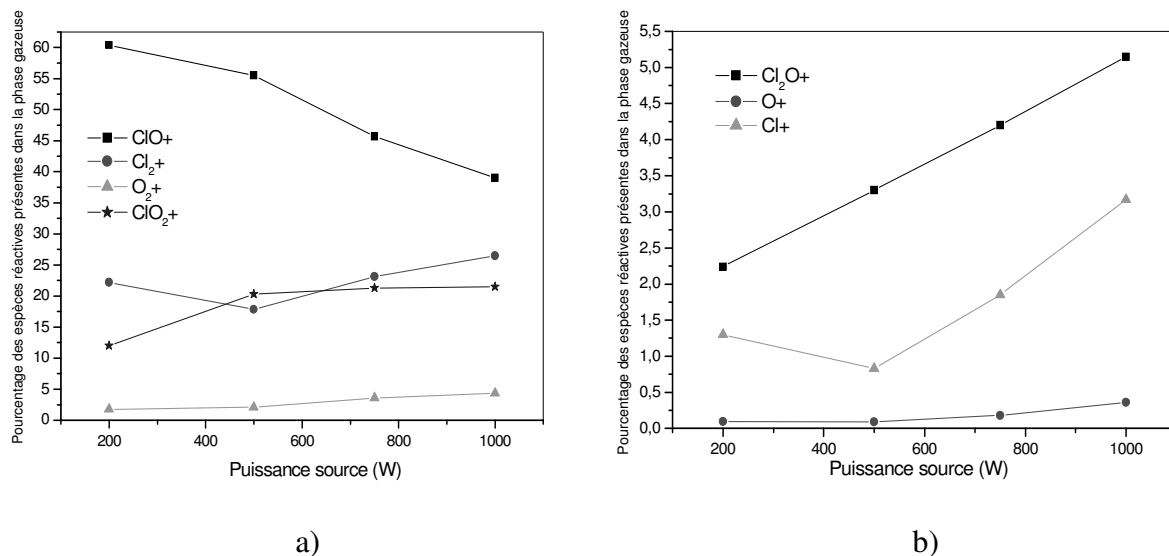 Pourcentage des espèces réactives présentes dans la phase gazeuse
60
55
50
45
40
35
30
25
20
15
10
5
0
ClO+
Cl₂+
O₂+
ClO₂+
200
400
600
800
1000
Puissance source (W)
a)
Pourcentage des espèces réactives présentes dans la phase gazeuse
5,5
5,0
4,5
4,0
3,5
3,0
2,5
2,0
1,5
1,0
0,5
0,0
Cl₂O+
O+
Cl+
200
400
600
800
1000
Puissance source (W)
b)